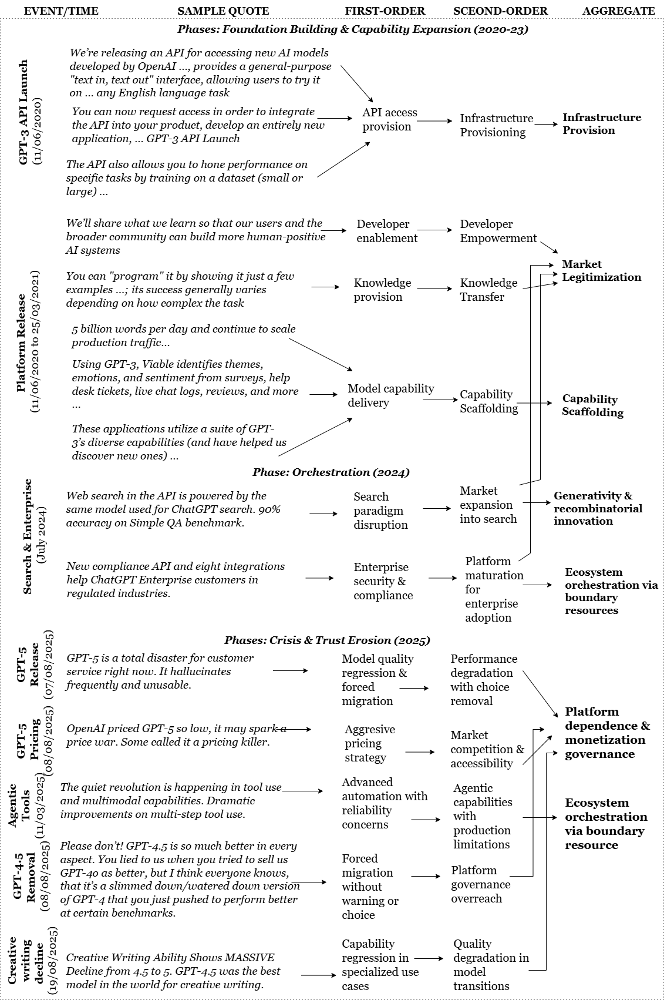 EVENT/TIME SAMPLE QUOTE FIRST-ORDER SCEOND-ORDER AGGREGATE
Phases: Foundation Building & Capability Expansion (2020-23)
GPT-3 API Launch
(11/06/2020)
We're releasing an API for accessing new AI models
developed by OpenAI ..., provides a general-purpose
"text in, text out" interface, allowing users to try it
on ... any English language task
You can now request access in order to integrate
the API into your product, develop an entirely new
application, ... GPT-3 API Launch
The API also allows you to hone performance on
specific tasks by training on a dataset (small or
large) ...
API access
provision
Infrastructure
Provisioning
Infrastructure
Provision
Platform Release
(11/06/2020 to 25/03/2021)
We'll share what we learn so that our users and the
broader community can build more human-positive
AI systems
Developer
enablement
Developer
Empowerment
Market
Legitimization
You can "program" it by showing it just a few
examples ...; its success generally varies
depending on how complex the task
Knowledge
provision
Knowledge
Transfer
5 billion words per day and continue to scale
production traffic...
Using GPT-3, Viable identifies themes,
emotions, and sentiment from surveys, help
desk tickets, live chat logs, reviews, and more
...
These applications utilize a suite of GPT-
3's diverse capabilities (and have helped us
discover new ones) ...
Model capability
delivery
Capability
Scaffolding
Capability
Scaffolding
Phase: Orchestration (2024)
Search & Enterprise
(July 2024)
Web search in the API is powered by the
same model used for ChatGPT search. 90%
accuracy on Simple QA benchmark.
Search
paradigm
disruption
Market
expansion
into search
Generativity &
recombinatorial
innovation
New compliance API and eight integrations
help ChatGPT Enterprise customers in
regulated industries.
Enterprise
security &
compliance
Platform
maturation
for
enterprise
adoption
Ecosystem
orchestration via
boundary
resources
Phases: Crisis & Trust Erosion (2025)
GPT-5
Release
(07/08/2025)
GPT-5 is a total disaster for customer
service right now. It hallucinates
frequently and unusable.
Model quality
regression &
forced
migration
Performance
degradation
with choice
removal
Platform
dependence &
monetization
governance
GPT-5
Pricing
(08/08/2025)
OpenAI priced GPT-5 so low, it may spark a
price war. Some called it a pricing killer.
Aggresive
pricing
strategy
Market
competition &
accessibility
Agentic
Tools
(11/03/2025)
The quiet revolution is happening in tool use
and multimodal capabilities. Dramatic
improvements on multi-step tool use.
Advanced
automation with
reliability
concerns
Agentic
capabilities
with
production
limitations
Ecosystem
orchestration
via boundary
resource
GPT-4.5
Removal
(08/08/2025)
Please don't! GPT-4.5 is so much better in every
aspect. You lied to us when you tried to sell us
GPT-4o as better, but I think everyone knows,
that it's a slimmed down/watered down version
of GPT-4 that you just pushed to perform better
at certain benchmarks.
Forced
migration
without
warning or
choice
Platform
governance
overreach
Creative
writing
decline
(19/08/2025)
Creative Writing Ability Shows MASSIVE
Decline from 4.5 to 5. GPT-4.5 was the best
model in the world for creative writing.
Capability
regression in
specialized use
cases
Quality
degradation in
model
transitions